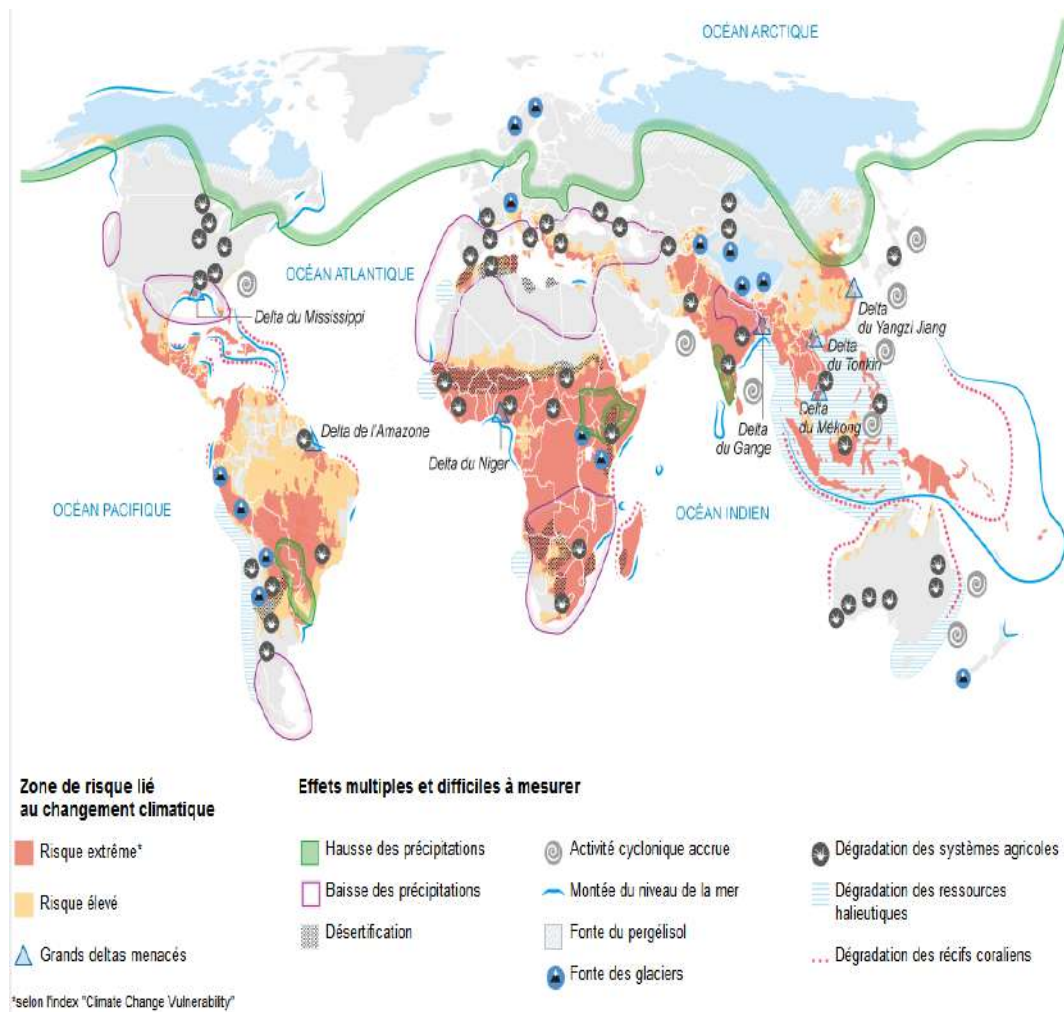 OCÉAN ARCTIQUE
OCÉAN ATLANTIQUE
Delta du Mississippi
Delta
du Yangzi Jiang
Delta
du Tonkin
Delta
du Mékong
Delta
du Gange
Delta de l'Amazone
Delta du Niger
OCÉAN PACIFIQUE
OCÉAN INDIEN
Zone de risque lié
au changement climatique
Risque extrême*
Risque élevé
Grands deltas menacés
*selon l'index "Climate Change Vulnerability"
Effets multiples et difficiles à mesurer
Hausse des précipitations
Baisse des précipitations
Désertification
Activité cyclonique accrue
Montée du niveau de la mer
Fonte du pergélisol
Fonte des glaciers
Dégradation des systèmes agricoles
Dégradation des ressources
halieutiques
Dégradation des récifs coraliens